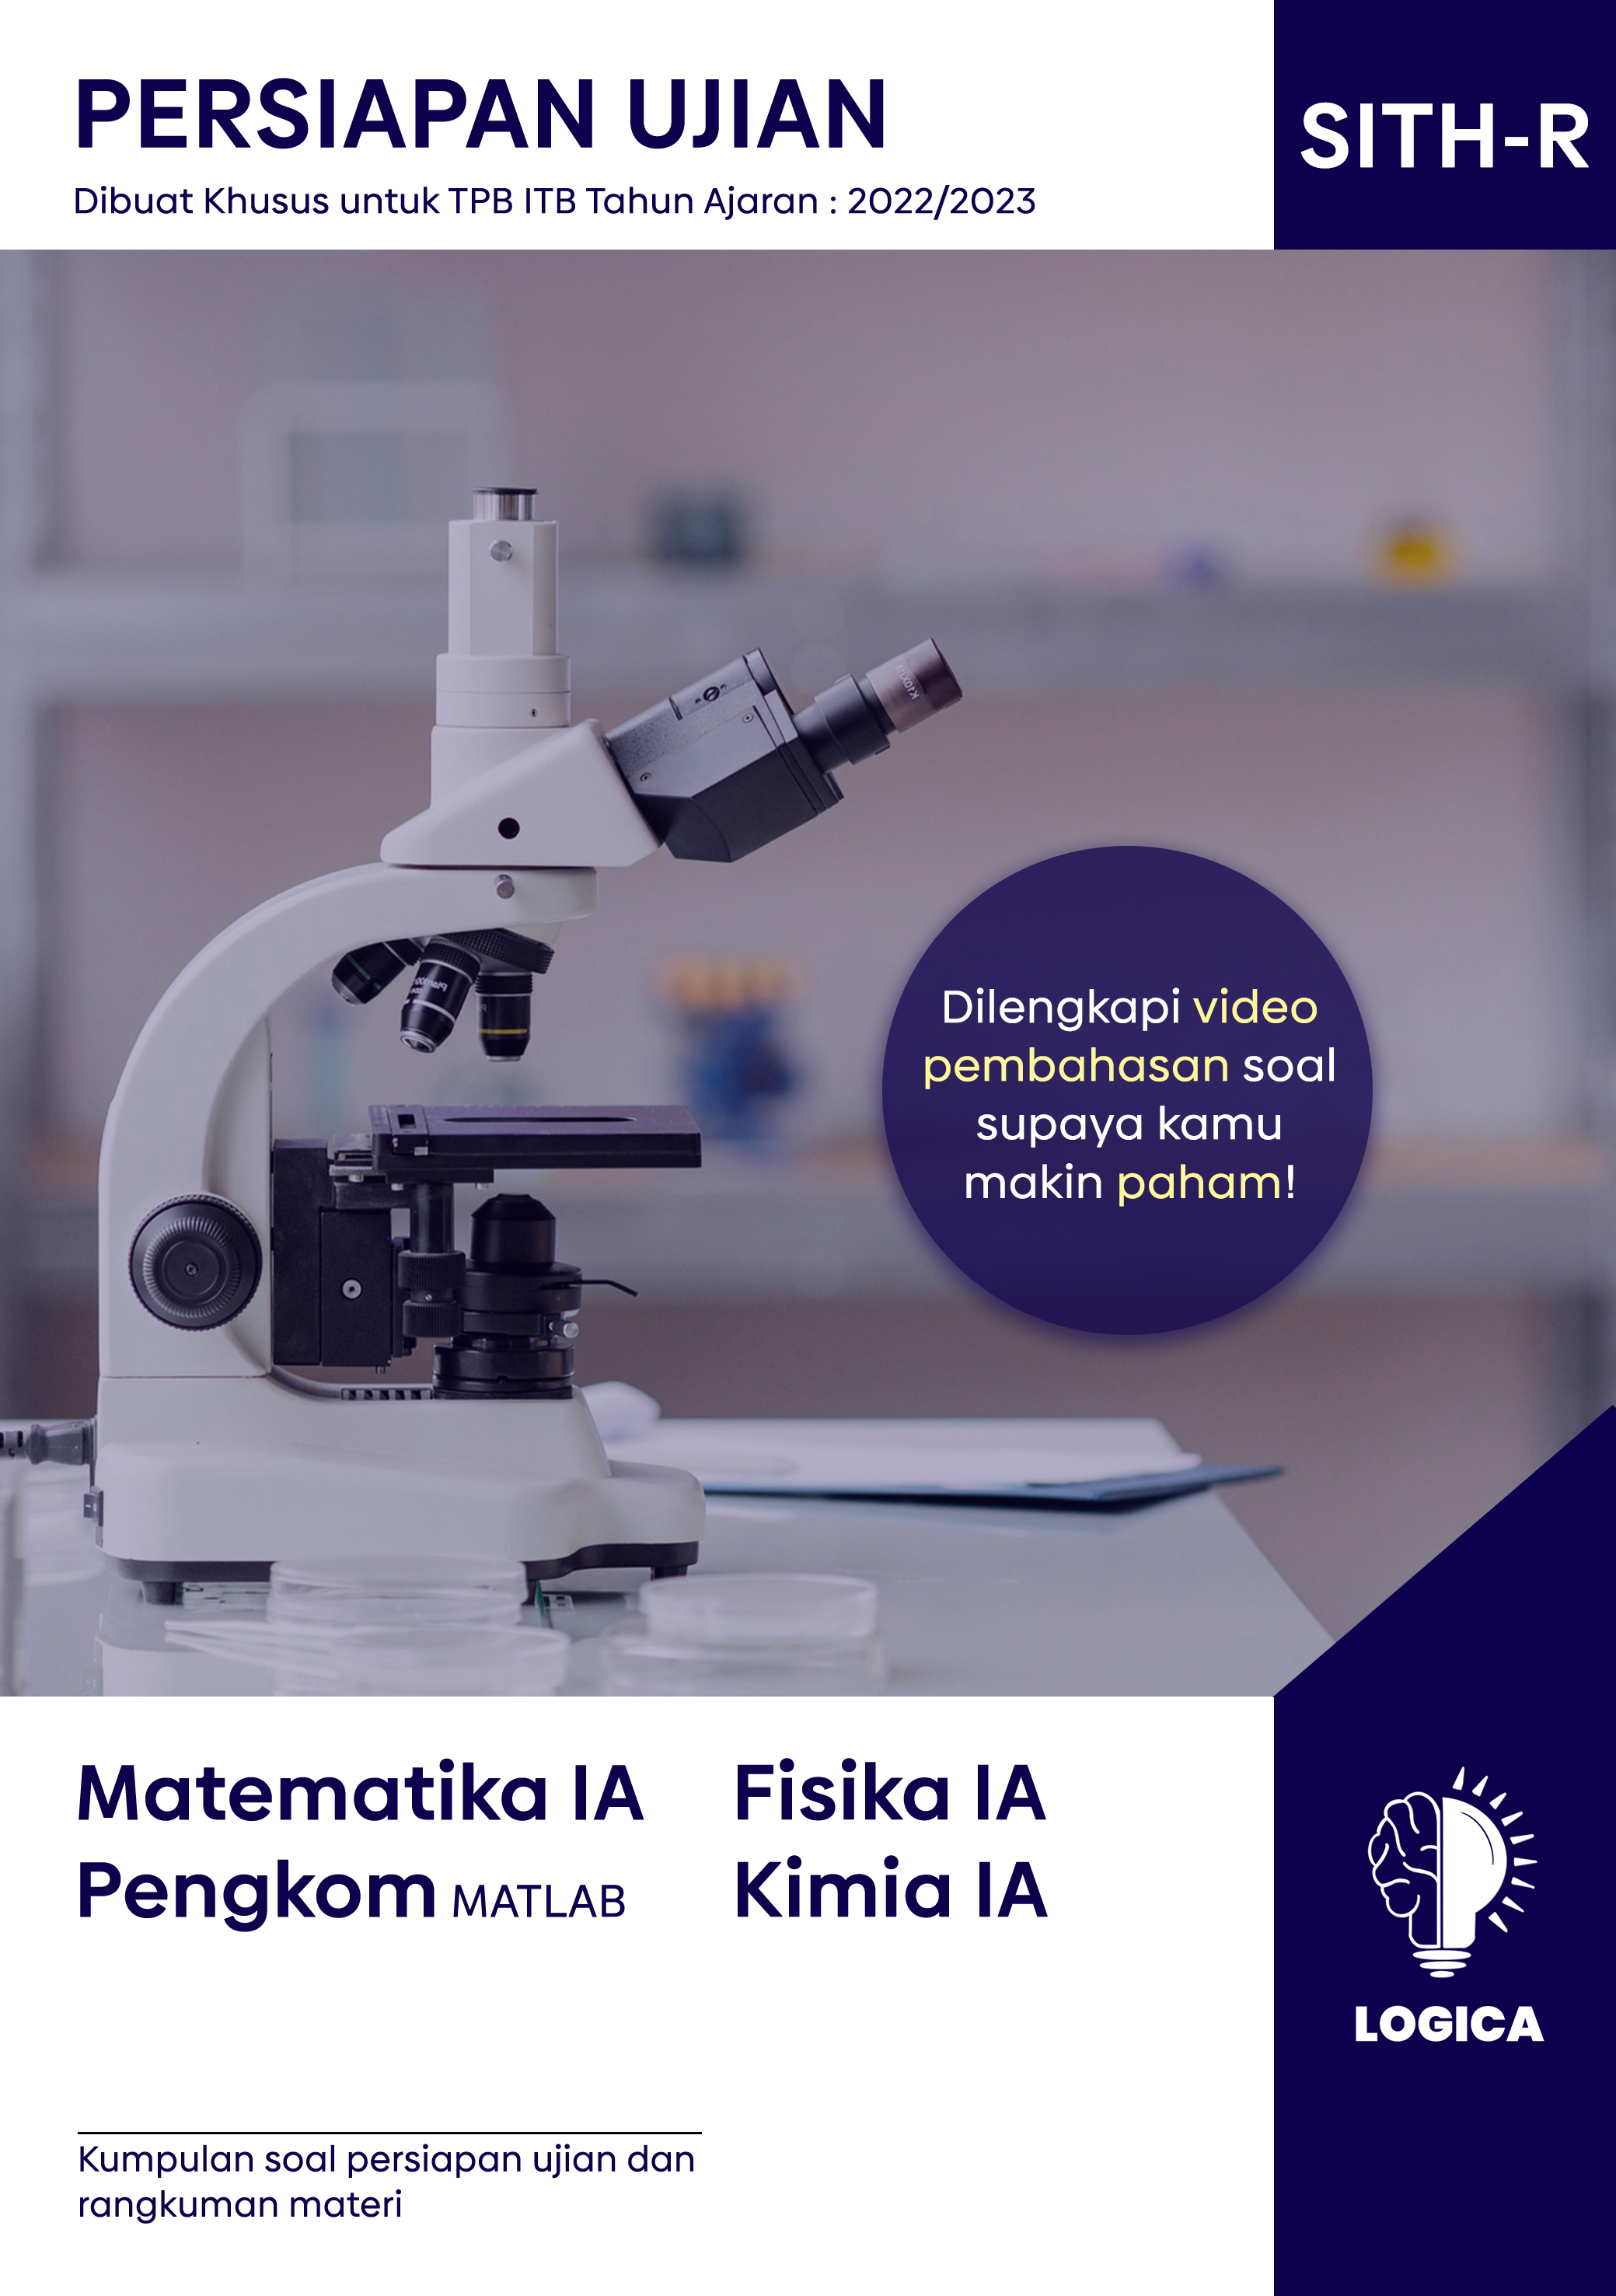 PERSIAPAN UJIAN
Dibuat Khusus untuk TPB ITB Tahun Ajaran : 2022/2023
SITH-R
Dilengkapi video
pembahasan soal
supaya kamu
makin paham!
Matematika IA
Pengkom MATLAB
Fisika IA
Kimia IA
LOGICA
Kumpulan soal persiapan ujian dan
rangkuman materi